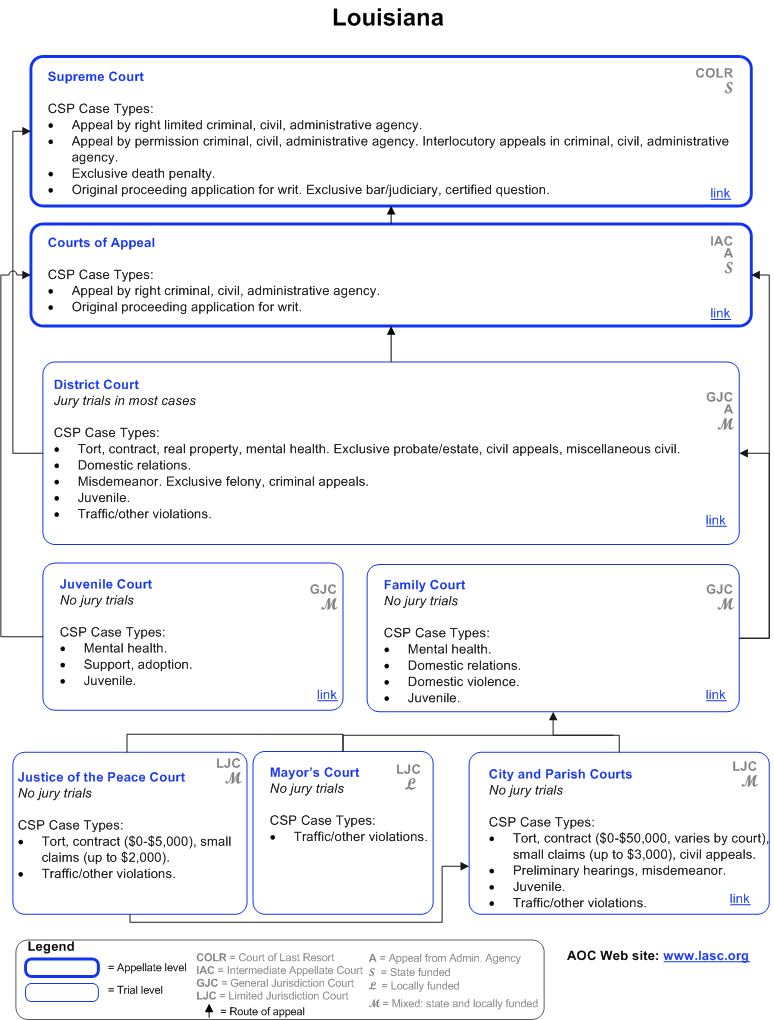 Louisiana
Supreme Court
COLR
S
CSP Case Types:
• Appeal by right limited criminal, civil, administrative agency.
• Appeal by permission criminal, civil, administrative agency. Interlocutory appeals in criminal, civil, administrative
agency.
• Exclusive death penalty.
• Original proceeding application for writ. Exclusive bar/judiciary, certified question.
link
Courts of Appeal
IAC
A
S
CSP Case Types:
• Appeal by right criminal, civil, administrative agency.
• Original proceeding application for writ.
link
District Court
Jury trials in most cases
GJC
A
M
CSP Case Types:
• Tort, contract, real property, mental health. Exclusive probate/estate, civil appeals, miscellaneous civil.
• Domestic relations.
• Misdemeanor. Exclusive felony, criminal appeals.
• Juvenile.
• Traffic/other violations.
link
Juvenile Court
No jury trials
GJC
M
CSP Case Types:
• Mental health.
• Support, adoption.
• Juvenile.
link
Family Court
No jury trials
GJC
M
CSP Case Types:
• Mental health.
• Domestic relations.
• Domestic violence.
• Juvenile.
link
Justice of the Peace Court
No jury trials
LJC
M
CSP Case Types:
• Tort, contract ($0-$5,000), small
claims (up to $2,000).
• Traffic/other violations.
Mayor's Court
No jury trials
LJC
L
CSP Case Types:
• Traffic/other violations.
City and Parish Courts
No jury trials
LJC
M
CSP Case Types:
• Tort, contract ($0-$50,000, varies by court),
small claims (up to $3,000), civil appeals.
• Preliminary hearings, misdemeanor.
• Juvenile.
• Traffic/other violations.
link
Legend
= Appellate level
= Trial level
COLR = Court of Last Resort
IAC = Intermediate Appellate Court
GJC = General Jurisdiction Court
LJC = Limited Jurisdiction Court
= Route of appeal
A = Appeal from Admin. Agency
S = State funded
L = Locally funded
M = Mixed: state and locally funded
AOC Web site: www.lasc.org